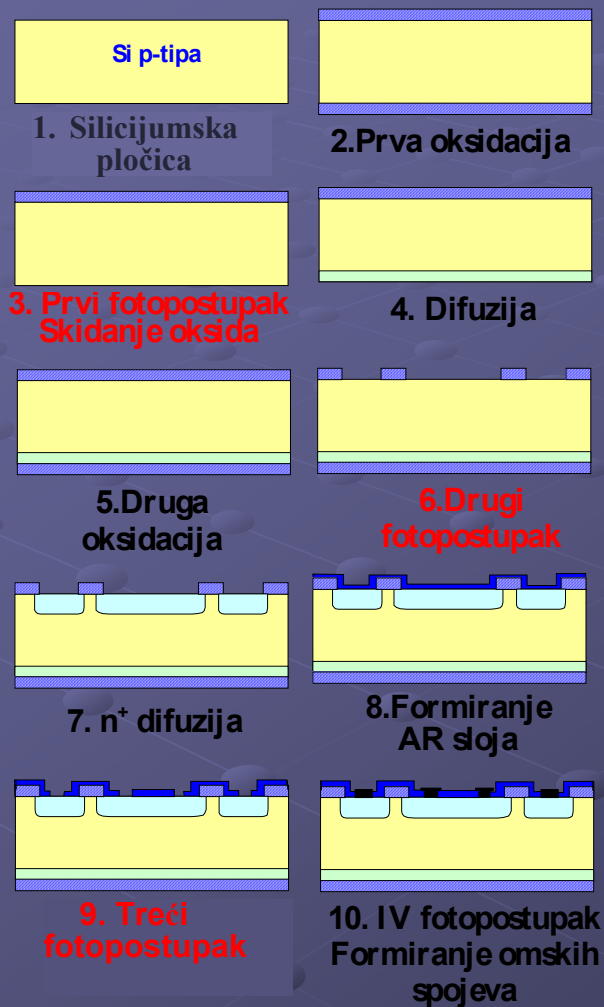 Si p-tipa
1. Silicijumska
pločica
2.Prva oksidacija
3. Prvi fotopostupak
Skidanje oksida
4. Difuzija
5.Druga
oksidacija
6.Drugi
fotopostupak
7. n⁺ difuzija
8.Formiranje
AR sloja
9. Treći
fotopostupak
10. IV fotopostupak
Formiranje omskih
spojeva